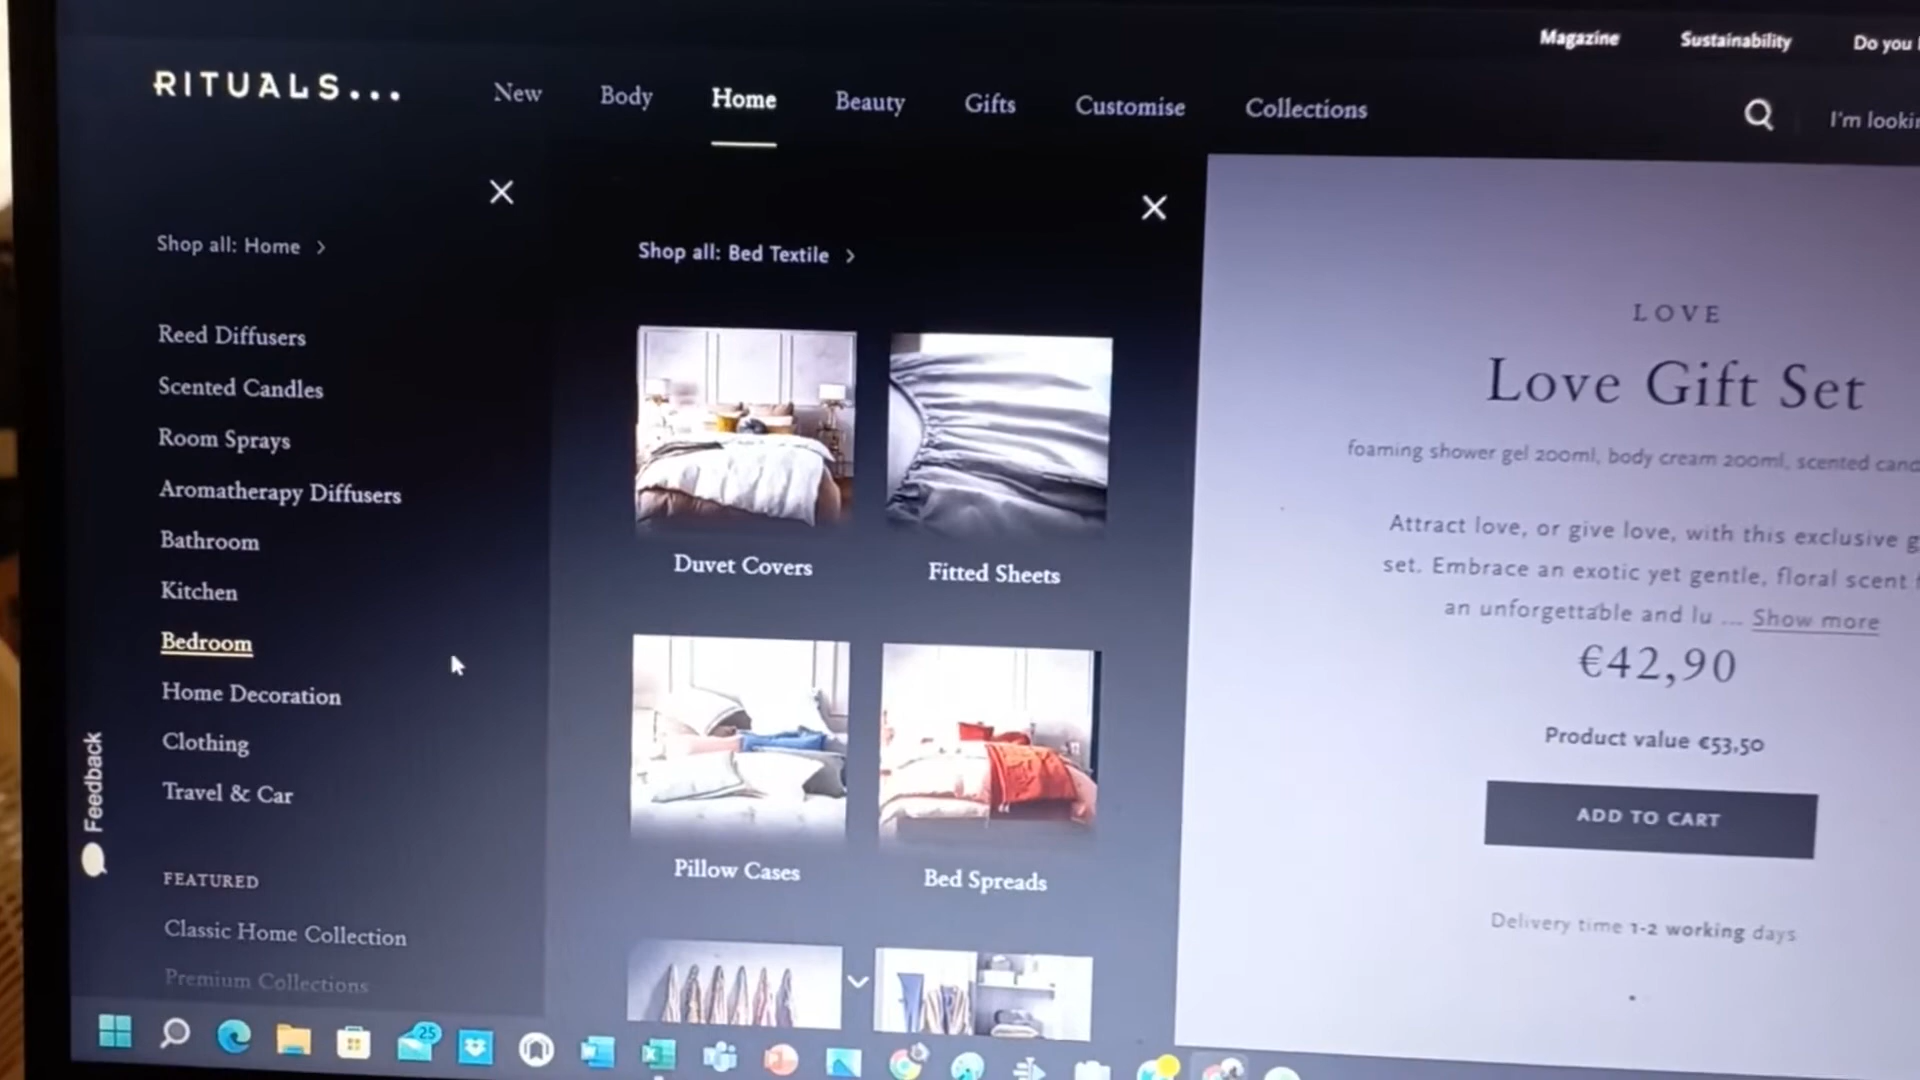 Magazine
Sustainability
Do you
RITUALS...
New
Body
Home
Beauty
Gifts
Customise
Collections
I'm
Shop all: Home >
Reed Diffusers
Scented Candles
Room Sprays
Aromatherapy Diffusers
Bathroom
Kitchen
Bedroom
Home Decoration
Clothing
Travel & Car
FEATURED
Classic Home Collection
Premium Collections
Feedback
Shop all: Bed Textile >
Duvet Covers
Fitted Sheets
Pillow Cases
Bed Spreads
LOVE
Love Gift Set
foaming shower gel 200ml, body cream 200ml, scented
Attract love, or give love, with this exclusive
set. Embrace an exotic yet gentle, floral scent
an unforgettable and lu ... Show more
€42,90
Product value €53,50
ADD TO CART
Delivery time 1-2 working days
25